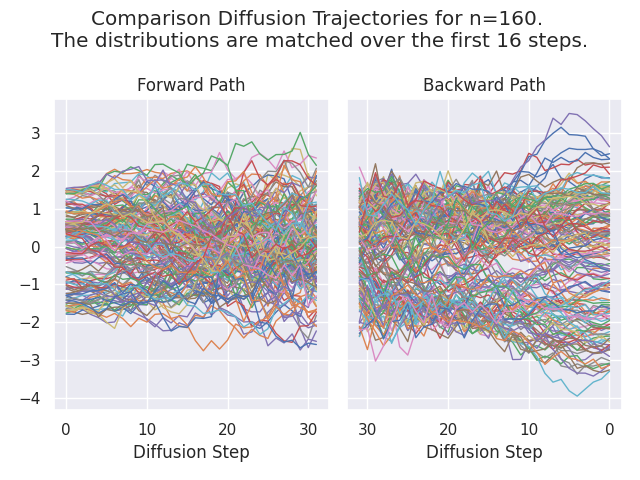 Comparison Diffusion Trajectories for n=160.
The distributions are matched over the first 16 steps.
Forward Path
Backward Path
3
2
1
0
−1
−2
−3
−4
0 10 20 30
30 20 10 0
Diffusion Step
Diffusion Step